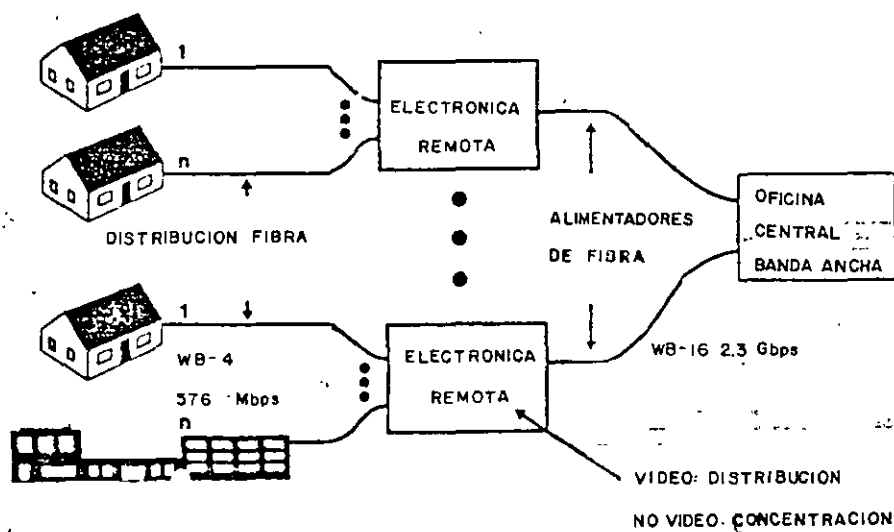 1
ELECTRONICA
REMOTA
n
DISTRIBUCION FIBRA
ALIMENTADORES
DE FIBRA
OFICINA
CENTRAL
BANDA ANCHA
1
WB-4
576 Mbps
n
ELECTRONICA
REMOTA
WB-16 2.3 Gbps
VIDEO: DISTRIBUCION
NO VIDEO. CONCENTRACION